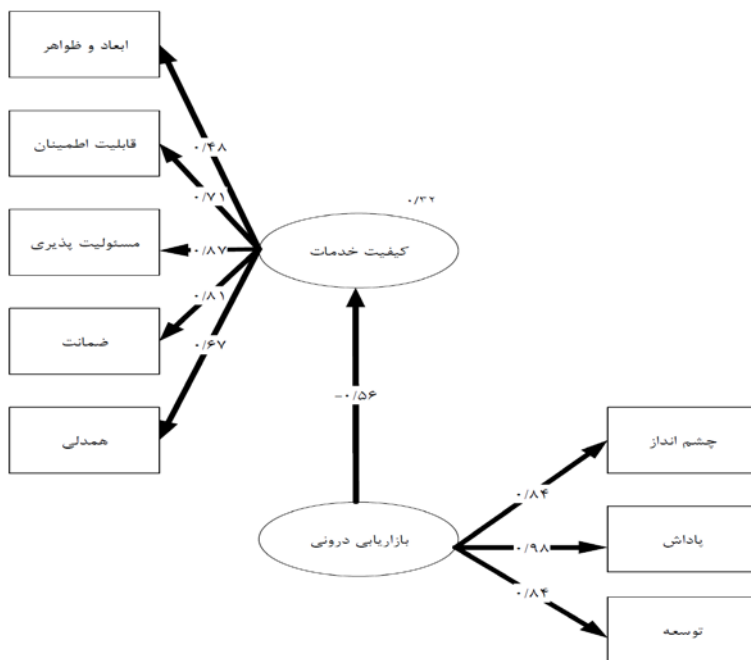 ابعاد و ظواهر
قابلیت اطمینان
۰/۴۸
۰/۷۱
۰/۳۲
مسئولیت پذیری
۰/۸۷
کیفیت خدمات
۰/۸۱
ضمانت
۰/۶۷
-۰/۵۶
همدلی
چشم انداز
۰/۸۴
بازاریابی درونی
۰/۹۸
پاداش
۰/۸۴
توسعه